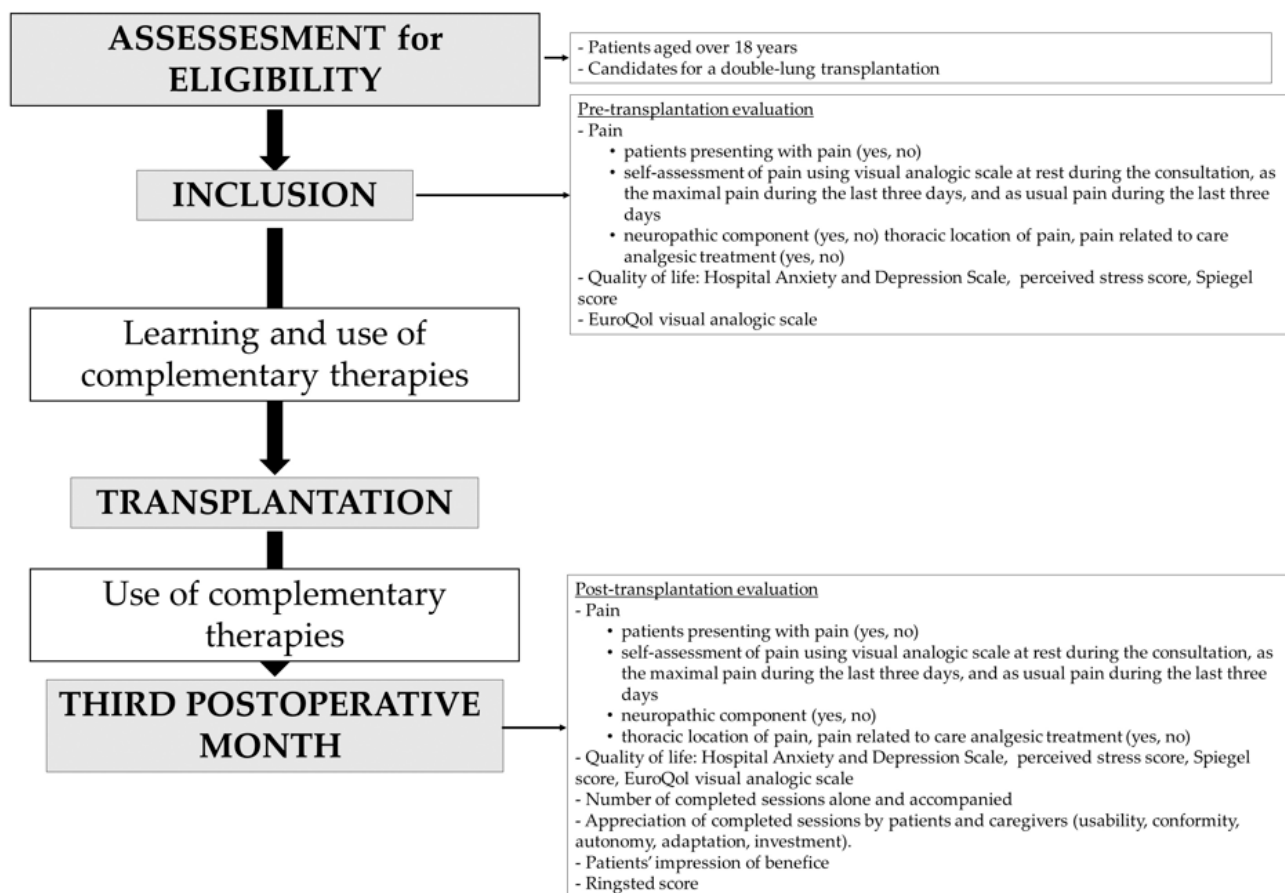 ASSESSESMENT for
ELIGIBILITY
- Patients aged over 18 years
- Candidates for a double-lung transplantation
INCLUSION
Pre-transplantation evaluation
- Pain
• patients presenting with pain (yes, no)
• self-assessment of pain using visual analogic scale at rest during the consultation, as
the maximal pain during the last three days, and as usual pain during the last three
days
• neuropathic component (yes, no) thoracic location of pain, pain related to care
analgesic treatment (yes, no)
- Quality of life: Hospital Anxiety and Depression Scale, perceived stress score, Spiegel
score
- EuroQol visual analogic scale
Learning and use of
complementary therapies
TRANSPLANTATION
Use of complementary
therapies
THIRD POSTOPERATIVE
MONTH
Post-transplantation evaluation
- Pain
• patients presenting with pain (yes, no)
• self-assessment of pain using visual analogic scale at rest during the consultation, as
the maximal pain during the last three days, and as usual pain during the last three
days
• neuropathic component (yes, no)
• thoracic location of pain, pain related to care analgesic treatment (yes, no)
- Quality of life: Hospital Anxiety and Depression Scale, perceived stress score, Spiegel
score, EuroQol visual analogic scale
- Number of completed sessions alone and accompanied
- Appreciation of completed sessions by patients and caregivers (usability, conformity,
autonomy, adaptation, investment).
- Patients' impression of benefice
- Ringsted score